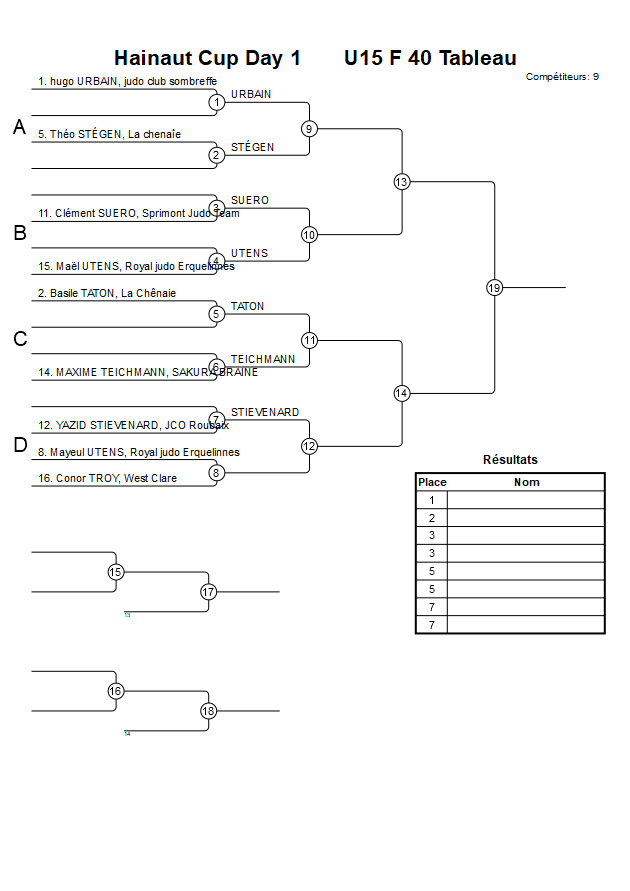 Hainaut Cup Day 1 U15 F 40 Tableau
Compétiteurs: 9
1. hugo URBAIN, judo club sombreffe
1 URBAIN
A
9
5. Théo STÉGEN, La chenaîe
2 STÉGEN
13
3 SUERO
11. Clément SUERO, Sprimont Judo Team
B
10
4 UTENS
15. Maël UTENS, Royal judo Erquelinnes
19
2. Basile TATON, La Chênaie
5 TATON
C
11
6 TEICHMANN
14. MAXIME TEICHMANN, SAKURA BRAINE
14
7 STIEVENARD
12. YAZID STIEVENARD, JCO Roubaix
D
12
8. Mayeul UTENS, Royal judo Erquelinnes
8
16. Conor TROY, West Clare
Résultats
Place Nom
1
2
3
3
5
5
7
7
15
17
13
16
18
14